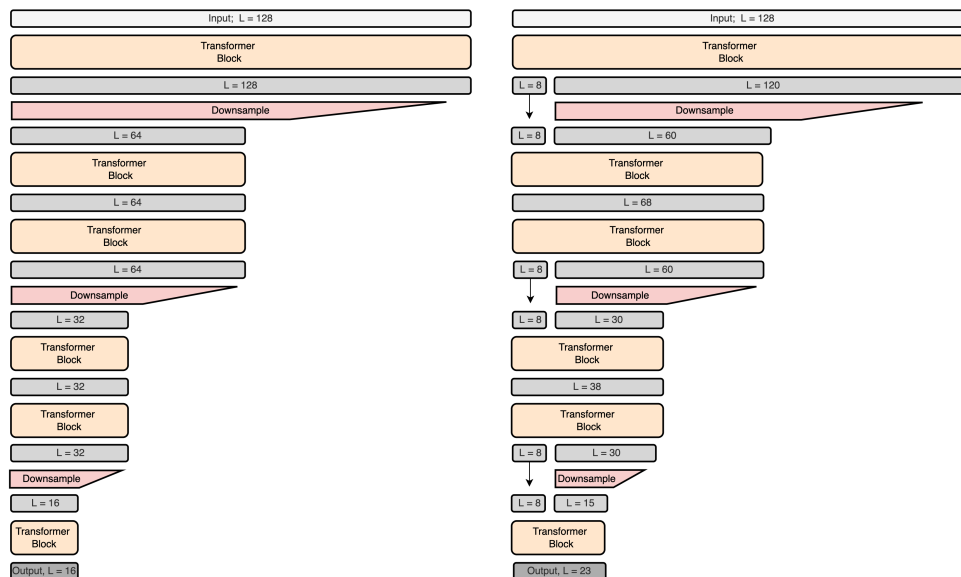 Input; L = 128
Transformer
Block
L = 128
Downsample
L = 64
Transformer
Block
L = 64
Transformer
Block
L = 64
Downsample
L = 32
Transformer
Block
L = 32
Transformer
Block
L = 32
Downsample
L = 16
Transformer
Block
Output, L = 16
Input; L = 128
Transformer
Block
L = 8
L = 120
Downsample
L = 8
L = 60
Transformer
Block
L = 68
Transformer
Block
L = 8
L = 60
Downsample
L = 8
L = 30
Transformer
Block
L = 38
Transformer
Block
L = 8
L = 30
Downsample
L = 8
L = 15
Transformer
Block
Output, L = 23